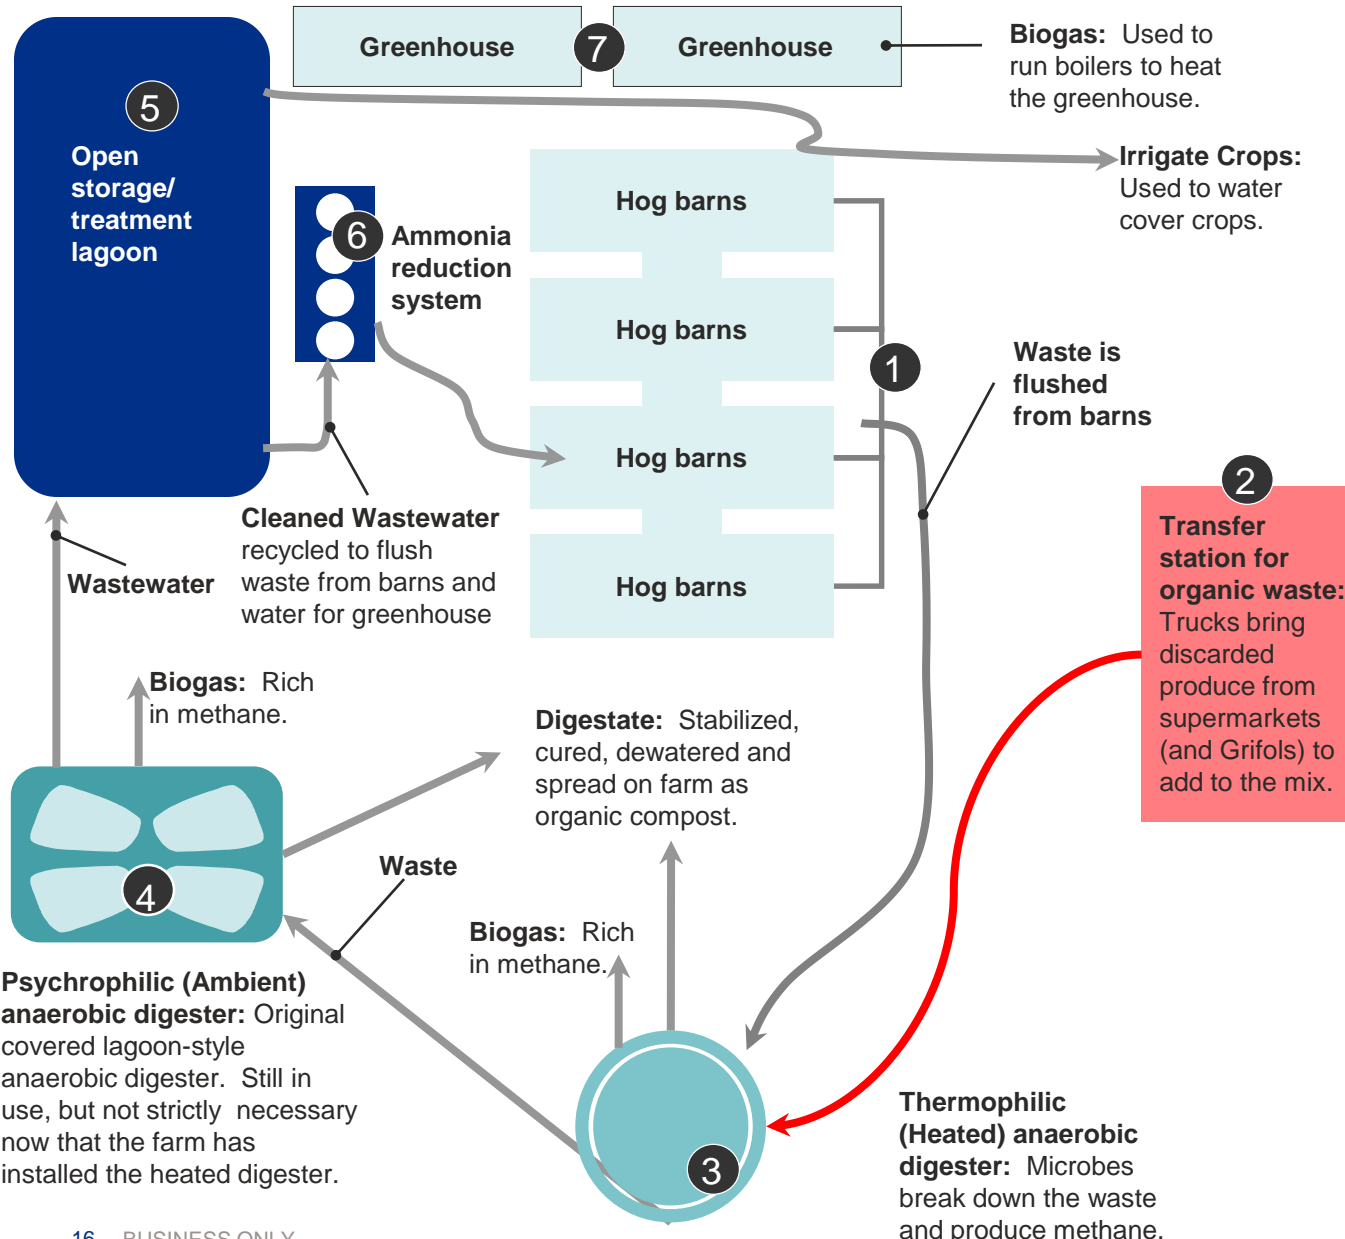 Greenhouse
7
Greenhouse
Biogas: Used to
run boilers to heat
the greenhouse.
5
Open
storage/
treatment
lagoon
Irrigate Crops:
Used to water
cover crops.
6
Ammonia
reduction
system
Hog barns
Hog barns
Hog barns
Hog barns
1
Waste is
flushed
from barns
2
Transfer
station for
organic waste:
Trucks bring
discarded
produce from
supermarkets
(and Grifols) to
add to the mix.
Cleaned Wastewater
recycled to flush
waste from barns and
water for greenhouse
Wastewater
Biogas: Rich
in methane.
Digestate: Stabilized,
cured, dewatered and
spread on farm as
organic compost.
4
Waste
Biogas: Rich
in methane.
Psychrophilic (Ambient)
anaerobic digester: Original
covered lagoon-style
anaerobic digester. Still in
use, but not strictly necessary
now that the farm has
installed the heated digester.
3
Thermophilic
(Heated) anaerobic
digester: Microbes
break down the waste
and produce methane.
16 BUSINESS ONLY